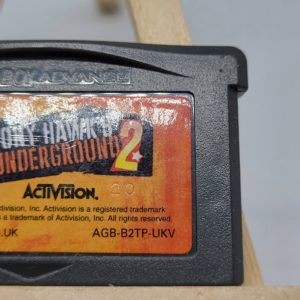 ADVANCE
TONY HAWK'S
UNDERGROUND 2
ACTIVISION. 20
Activision, Inc. Activision is a registered trademark
a trademark of Activision, Inc. All rights reserved.
.UK AGB-B2TP-UKV